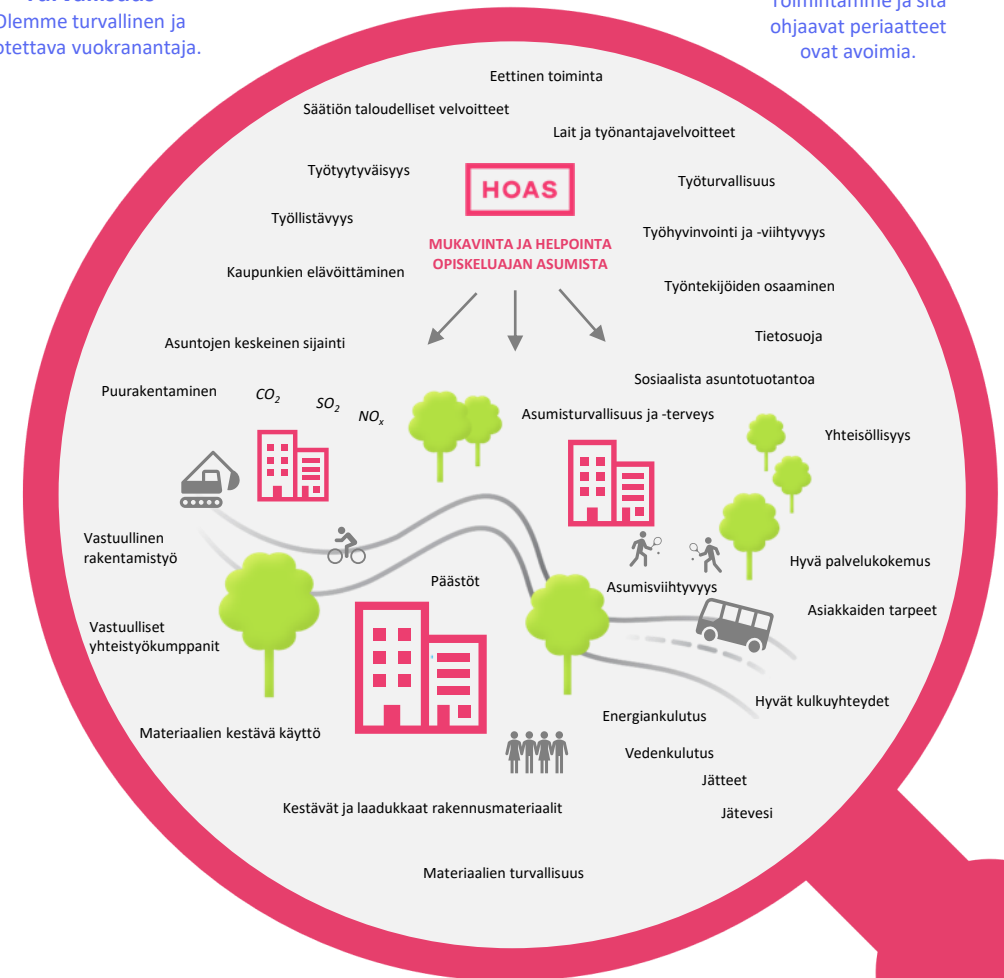 Olemme turvallinen ja
vuokranantaja.
Toimintamme ja sitä
ohjaavat periaatteet
ovat avoimia.
Eettinen toiminta
Säätiön taloudelliset velvoitteet
Lait ja työnantajavelvoitteet
Työtyytyväisyys
HOAS
Työturvallisuus
Työllistävyys
Työhyvinvointi ja -viihtyvyys
MUKAVINTA JA HELPOINTA
OPISKELUAJAN ASUMISTA
Kaupunkien elävöittäminen
Työntekijöiden osaaminen
Tietosuoja
Asuntojen keskeinen sijainti
Sosiaalista asuntotuotantoa
Puurakentaminen
CO₂
SO₂
NOₓ
Asumisturvallisuus ja -terveys
Yhteisöllisyys
Vastuullinen
rakentamistyö
Hyvä palvelukokemus
Päästöt
Asumisviihtyvyys
Asiakkaiden tarpeet
Vastuulliset
yhteistyökumppanit
Hyvät kulkuyhteydet
Energiankulutus
Materiaalien kestävä käyttö
Vedenkulutus
Jätteet
Kestävät ja laadukkaat rakennusmateriaalit
Jätevesi
Materiaalien turvallisuus